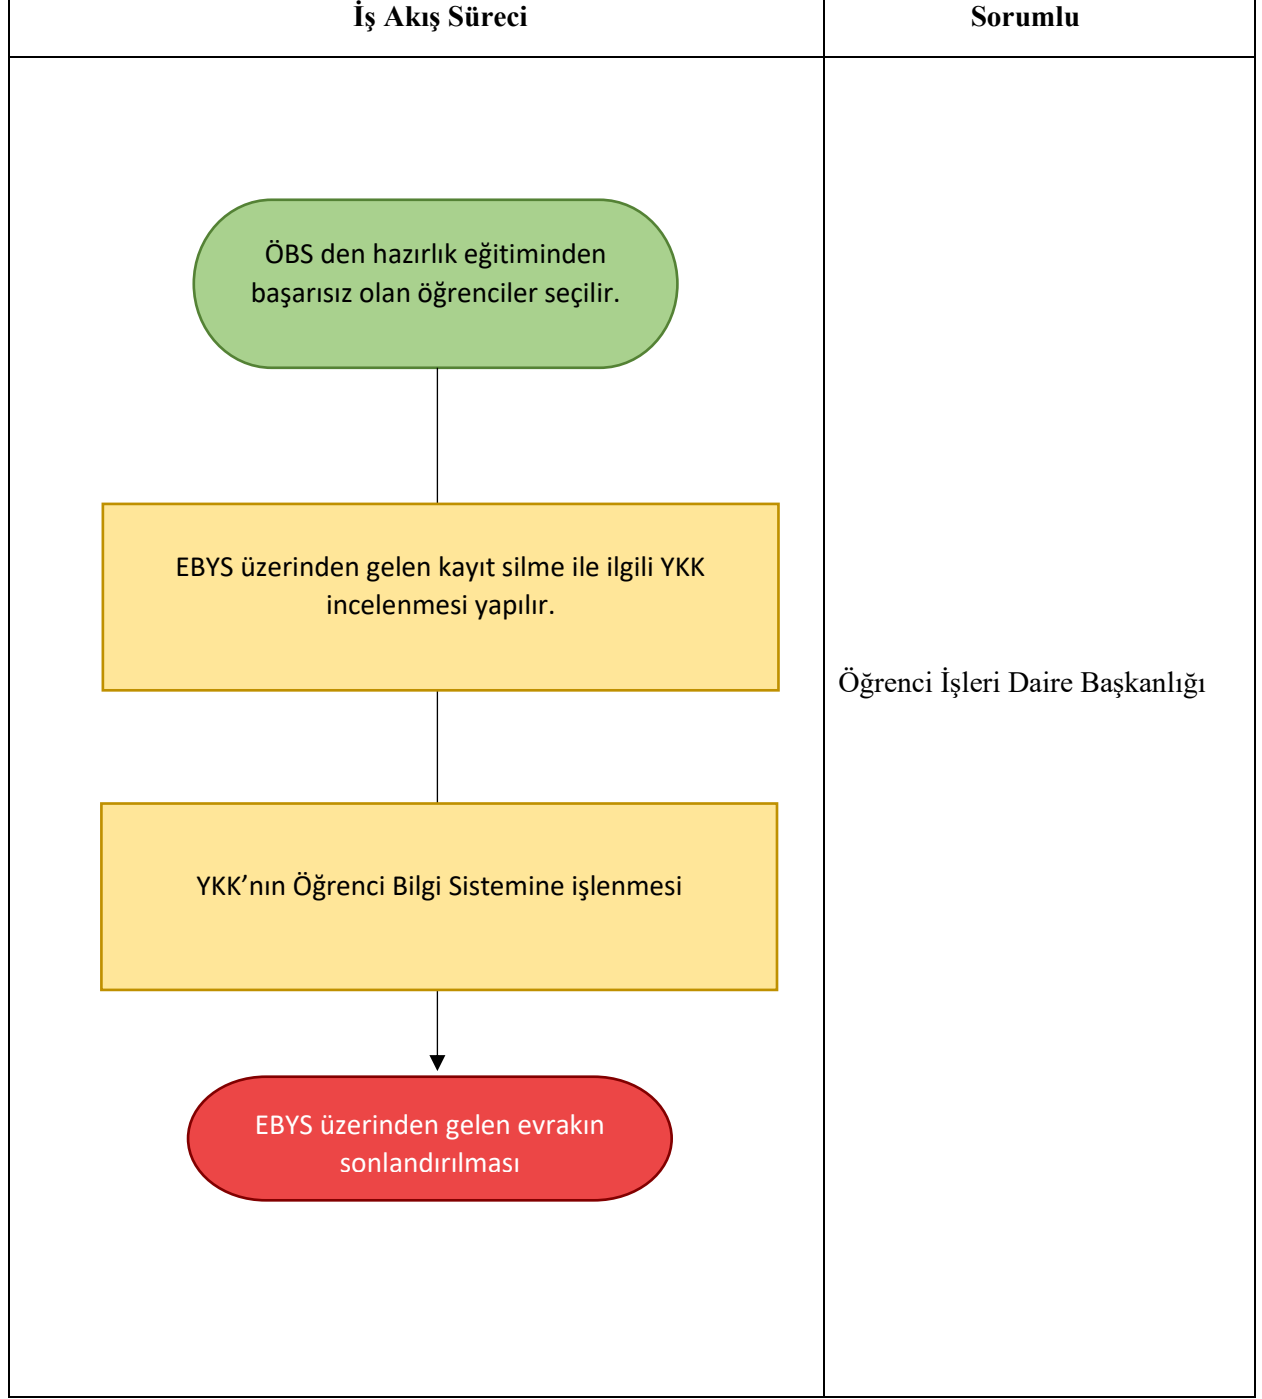 İş Akış Süreci
Sorumlu
ÖBS den hazırlık eğitiminden
başarısız olan öğrenciler seçilir.
EBYS üzerinden gelen kayıt silme ile ilgili YKK
incelenmesi yapılır.
Öğrenci İşleri Daire Başkanlığı
YKK’nın Öğrenci Bilgi Sistemine işlenmesi
EBYS üzerinden gelen evrakın
sonlandırılması